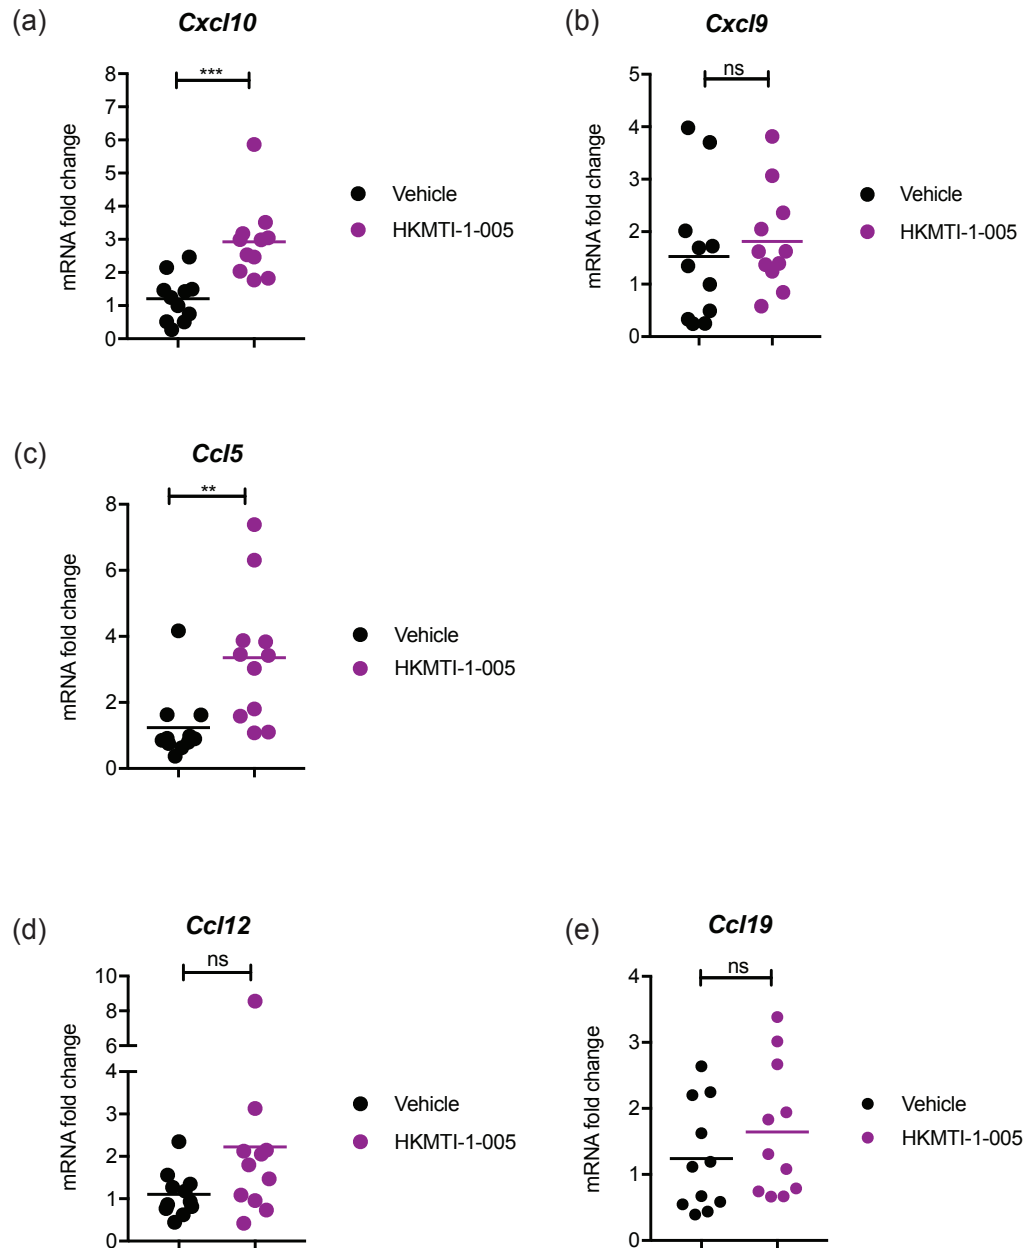 (a)
Cxcl10
***
mRNA fold change
8
7
6
5
4
3
2
1
0
Vehicle
HKMTI-1-005
(b)
Cxcl9
ns
mRNA fold change
5
4
3
2
1
0
Vehicle
HKMTI-1-005
(c)
Ccl5
**
mRNA fold change
8
6
4
2
0
Vehicle
HKMTI-1-005
(d)
Ccl12
ns
mRNA fold change
10
8
6
4
3
2
1
0
Vehicle
HKMTI-1-005
(e)
Ccl19
ns
mRNA fold change
4
3
2
1
0
Vehicle
HKMTI-1-005